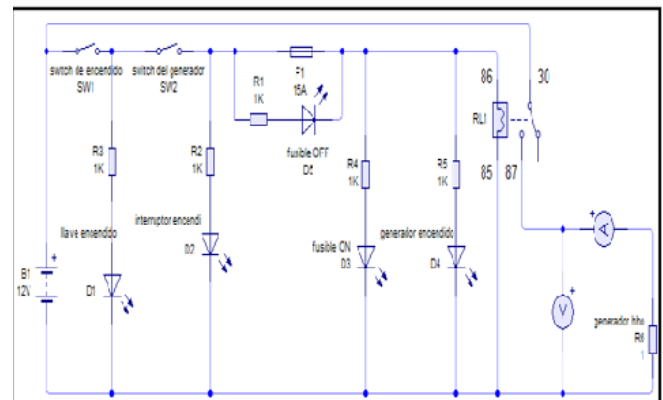 switch de encendido
SW1
switch del generador
SW2
F1
15A
R1
1K
fusible OFF
86
30
RL1
85
87
R3
1K
R2
1K
R4
1K
R5
1K
llave encendido
interruptor encendi
D2
fusible ON
D3
generador encendido
D4
B1
12V
+
D1
+
A
+
V
generador hho
R6
1